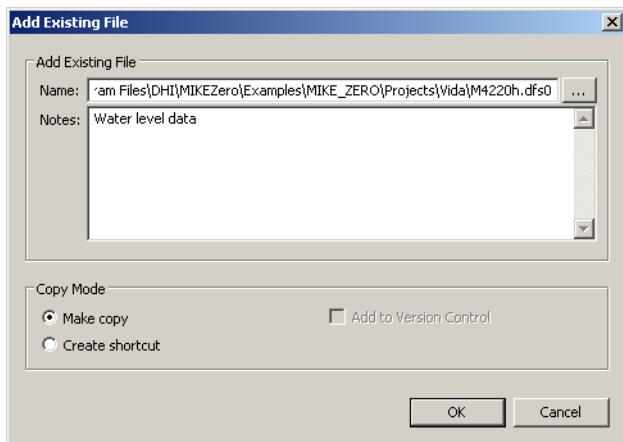 Add Existing File
Add Existing File
Name: ram Files\DHI\MIKEZero\Examples\MIKE_ZERO\Projects\Vida\M4220h.dfs0 ...
Notes: Water level data
Copy Mode
Make copy Add to Version Control
Create shortcut
OK Cancel